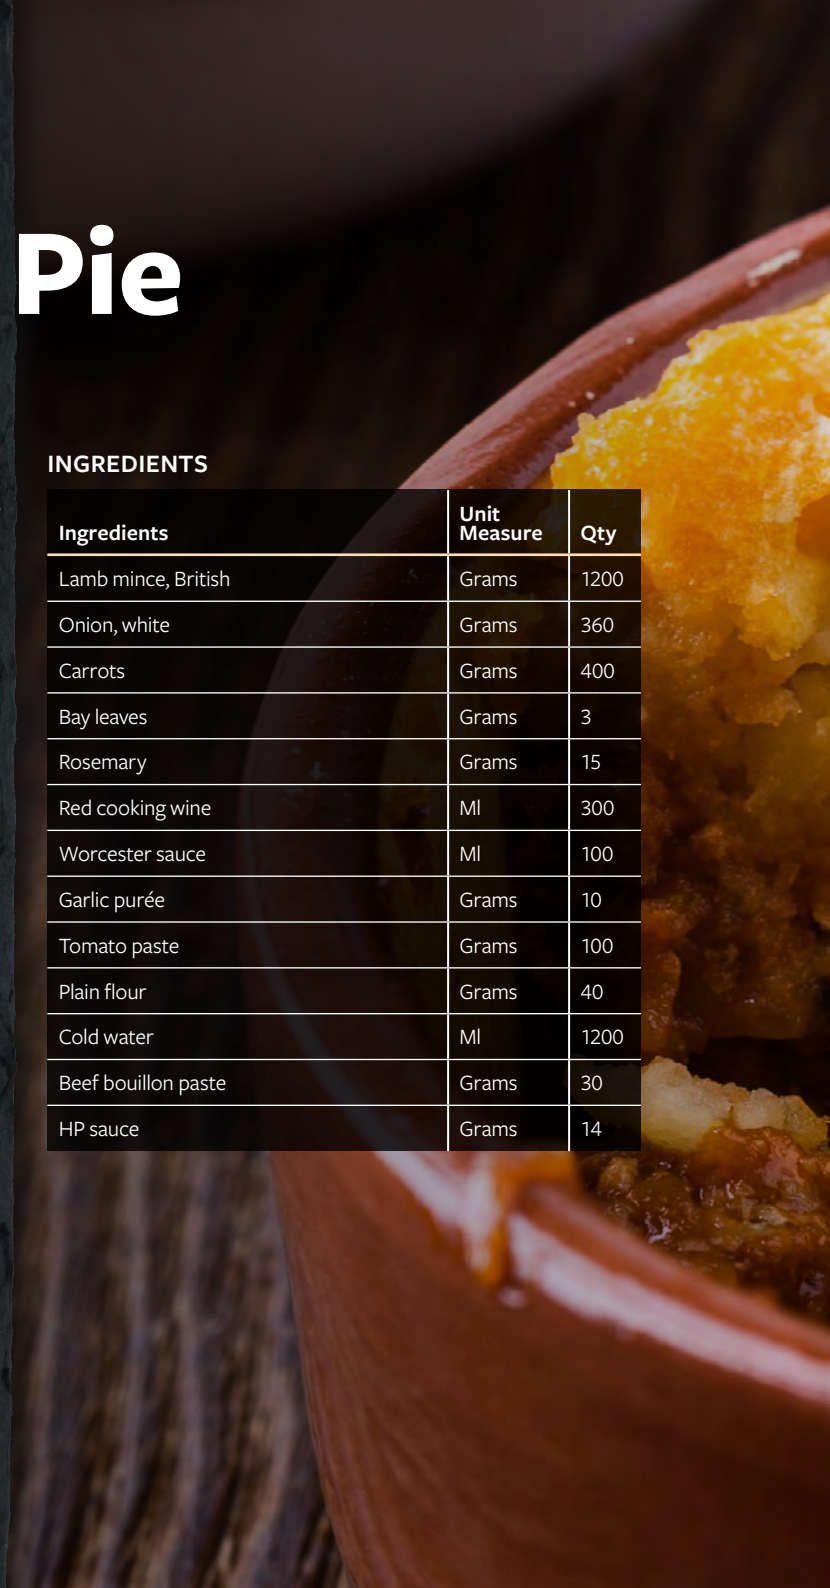 Pie
INGREDIENTS
Ingredients Unit Measure Qty
Lamb mince, British Grams 1200
Onion, white Grams 360
Carrots Grams 400
Bay leaves Grams 3
Rosemary Grams 15
Red cooking wine Ml 300
Worcester sauce Ml 100
Garlic purée Grams 10
Tomato paste Grams 100
Plain flour Grams 40
Cold water Ml 1200
Beef bouillon paste Grams 30
HP sauce Grams 14